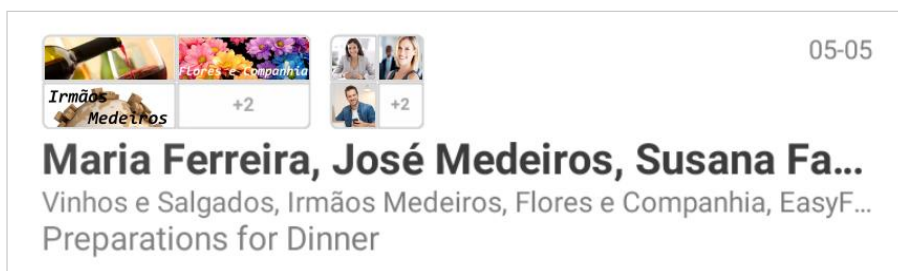 Flores e Companhia
Irmãos
Medeiros
+2
+2
05-05
Maria Ferreira, José Medeiros, Susana Fa...
Vinhos e Salgados, Irmãos Medeiros, Flores e Companhia, EasyF...
Preparations for Dinner